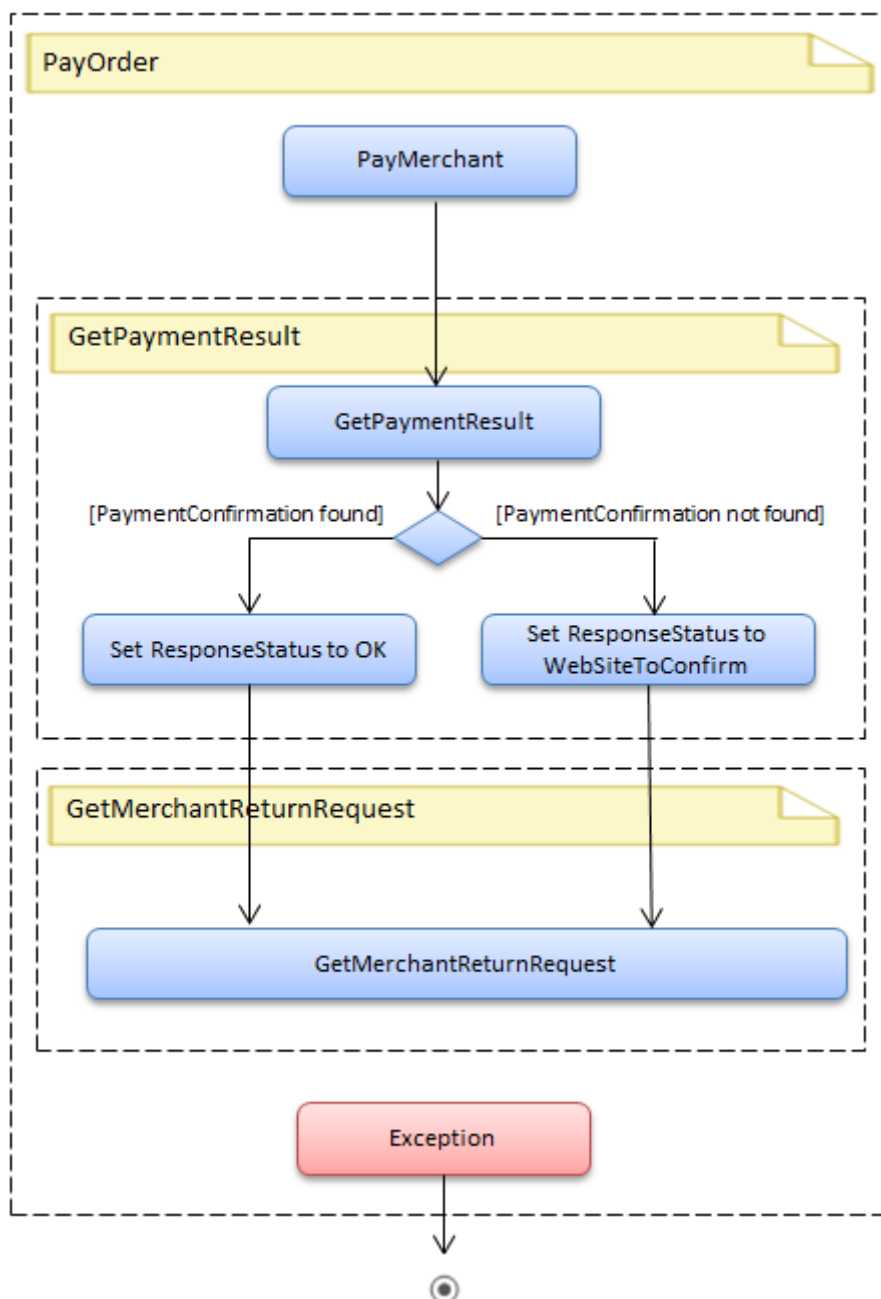 PayOrder
PayMerchant
GetPaymentResult
GetPaymentResult
[PaymentConfirmation found]
[PaymentConfirmation not found]
Set ResponseStatus to OK
Set ResponseStatus to
WebSiteToConfirm
GetMerchantReturnRequest
GetMerchantReturnRequest
Exception